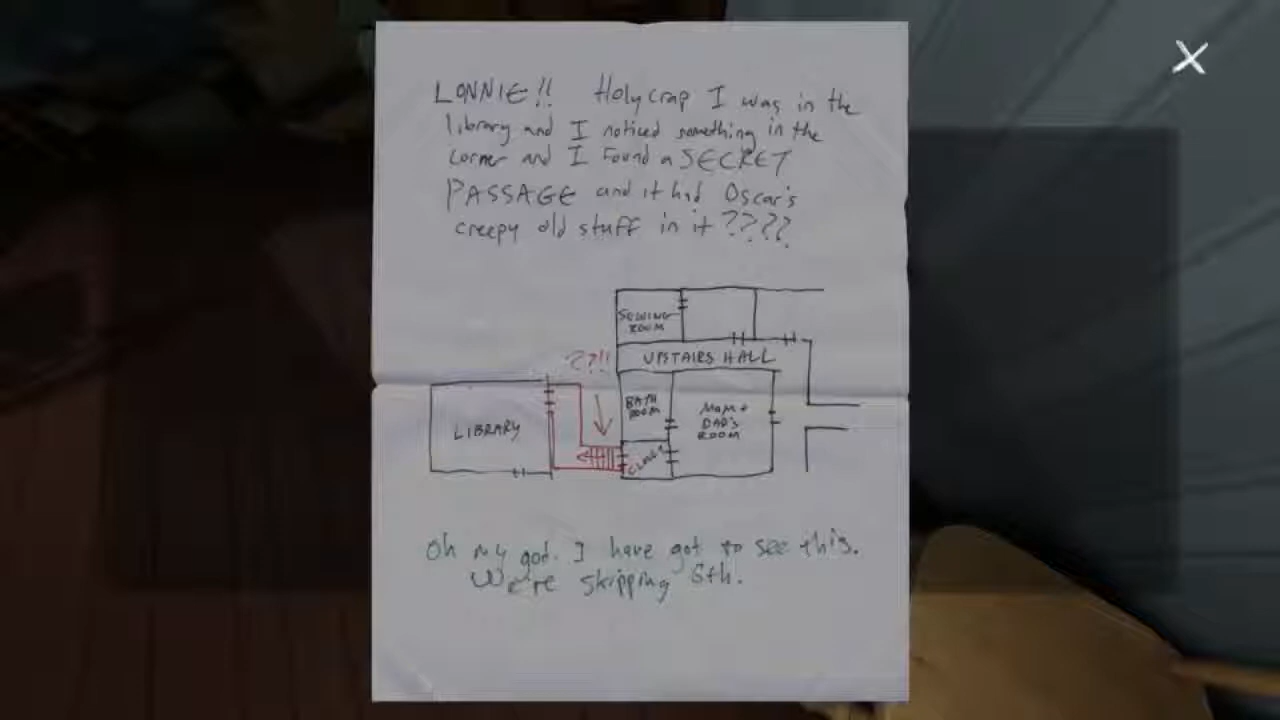 LONNIE!! Holy crap I was in the
library and I noticed something in the
corner and I found a SECRET
PASSAGE and it had Oscar's
creepy old stuff in it ????
SEWING
ROOM
UPSTAIRS HALL
??!!
BATH
ROOM
MOM +
DAD'S
ROOM
LIBRARY
CLOSET
Oh my god. I have got to see this.
We're skipping 6th.